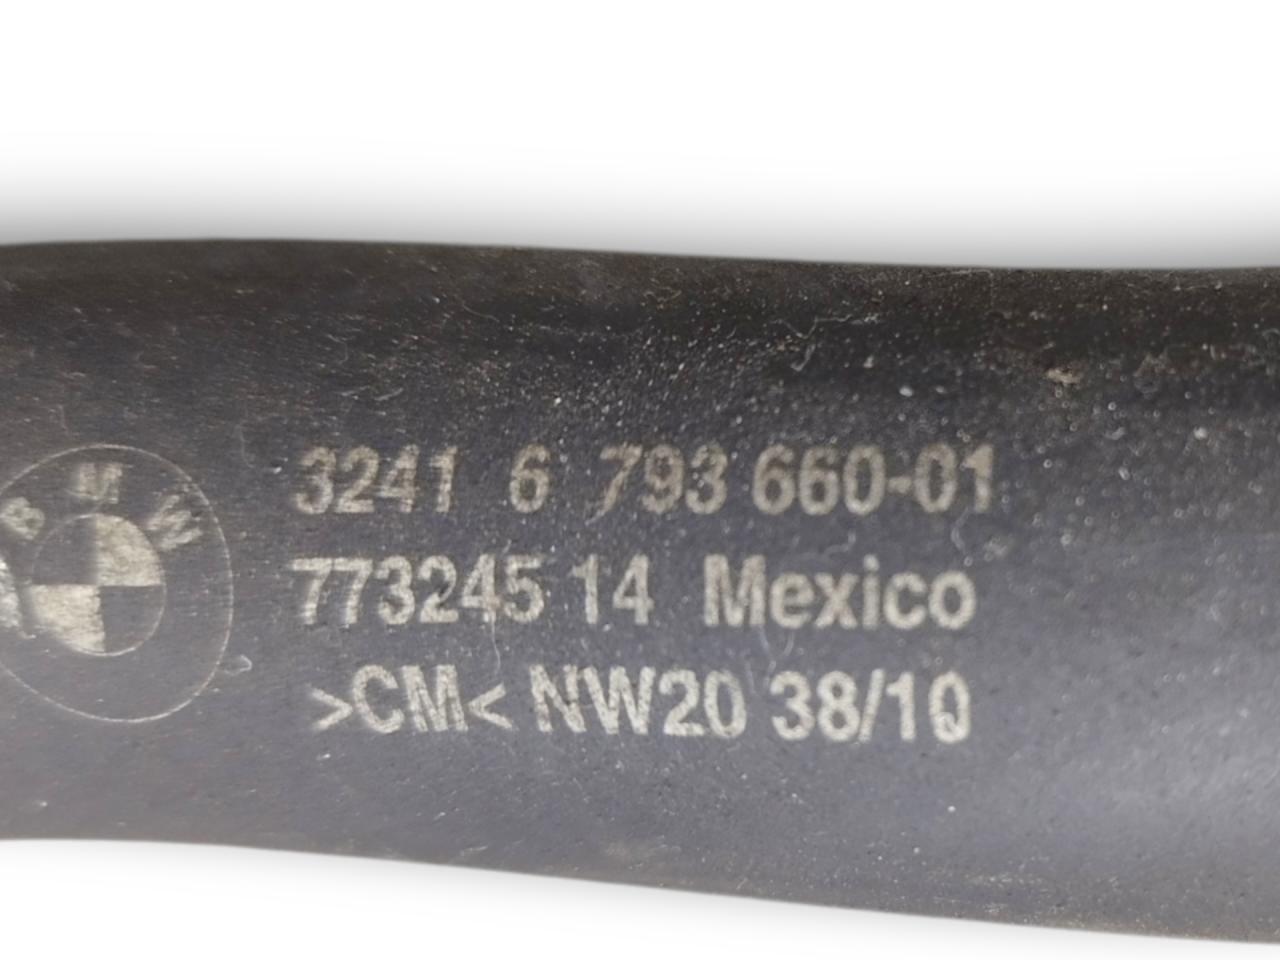 BMW
3241 6 793 660-01
773245 14 Mexico
>CM< NW20 38/10